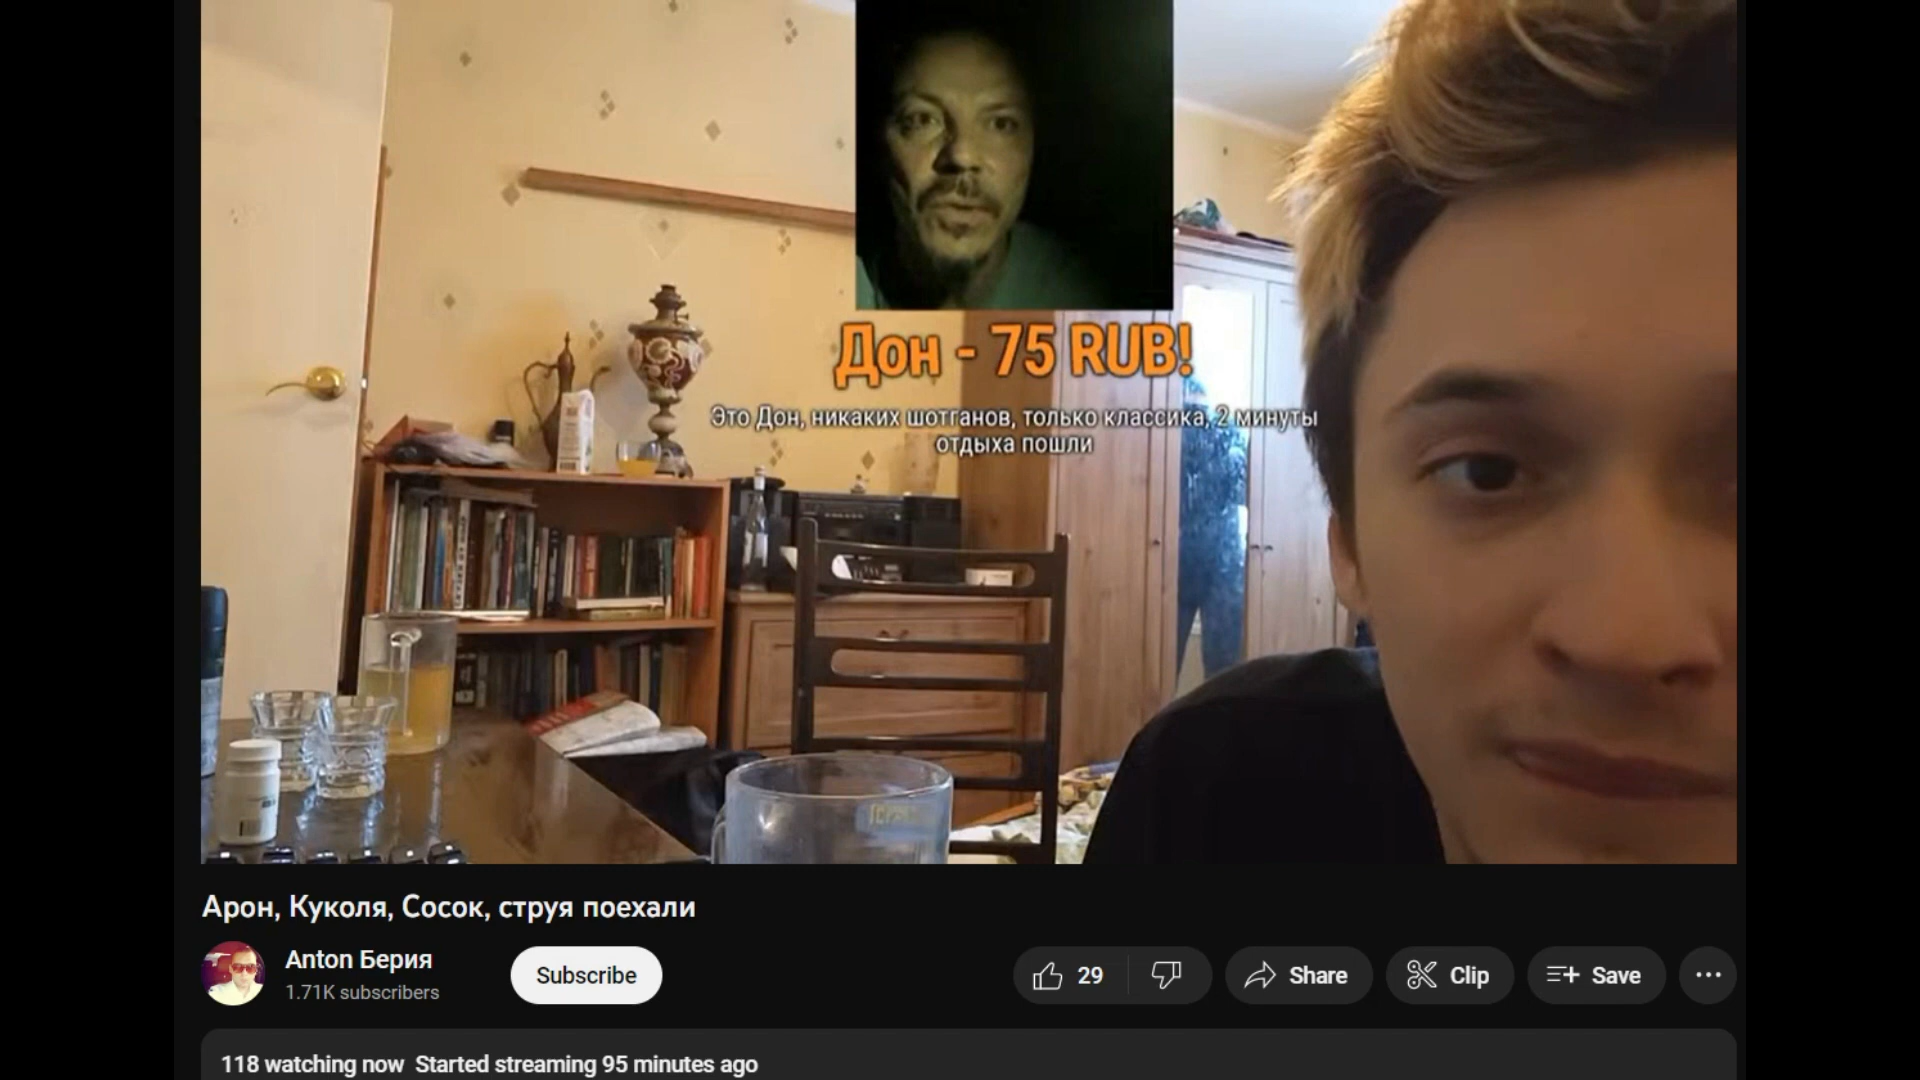 Дон - 75 RUB!
Это Дон, никаких шотганов, только классика, 2 минуты
отдыха пошли
Арон, Куколя, Сосок, струя поехали
Anton Берия
1.71K subscribers
Subscribe
29
Share
Clip
Save
118 watching now Started streaming 95 minutes ago